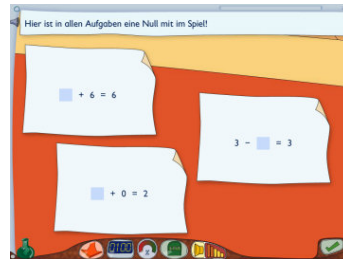 Hier ist in allen Aufgaben eine Null mit im Spiel!
+ 6 = 6
3 - = 3
+ 0 = 2